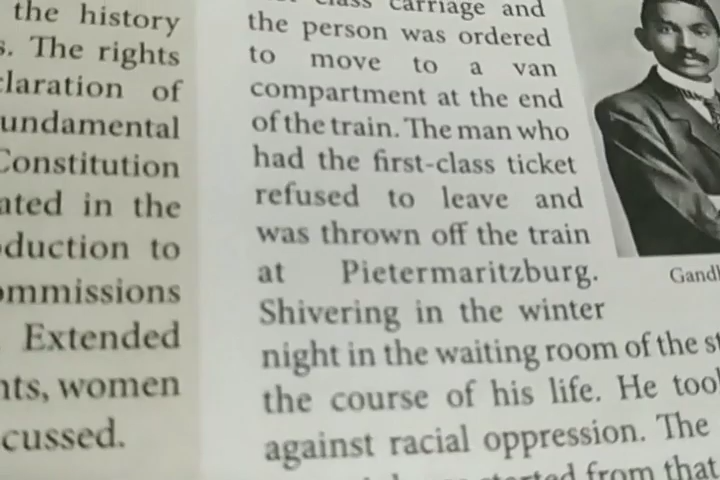 the history
s. The rights
claration of
undamental
Constitution
ated in the
oduction to
ommissions
Extended
nts, women
cussed.
class carriage and
the person was ordered
to move to a van
compartment at the end
of the train. The man who
had the first-class ticket
refused to leave and
was thrown off the train
at Pietermaritzburg.
Shivering in the winter
night in the waiting room of the st
the course of his life. He took
against racial oppression. The
started from that
Gandh